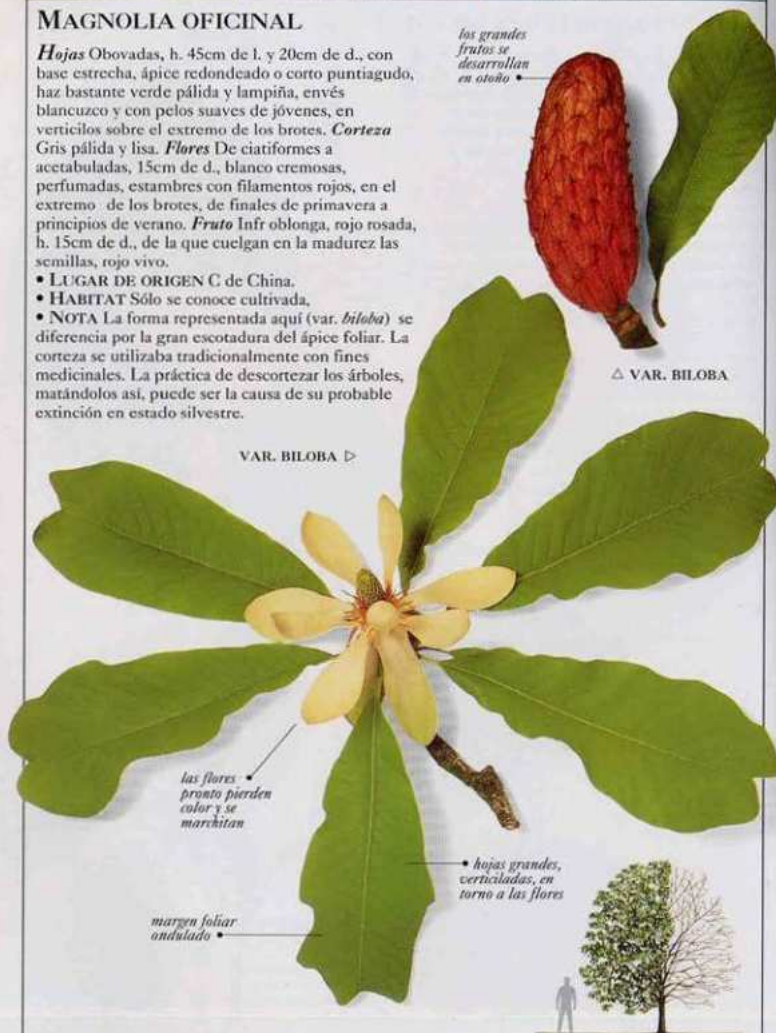 MAGNOLIA OFICINAL
Hojas Obovadas, h. 45cm de l. y 20cm de d., con
base estrecha, ápice redondeado o corto puntiagudo,
haz bastante verde pálida y lampiña, envés
blancuzco y con pelos suaves de jóvenes, en
verticilos sobre el extremo de los brotes. Corteza
Gris pálida y lisa. Flores De ciatiformes a
acetabuladas, 15cm de d., blanco cremosas,
perfumadas, estambres con filamentos rojos, en el
extremo de los brotes, de finales de primavera a
principios de verano. Fruto Infr oblonga, rojo rosada,
h. 15cm de d., de la que cuelgan en la madurez las
semillas, rojo vivo.
• LUGAR DE ORIGEN C de China.
• HABITAT Sólo se conoce cultivada,
• NOTA La forma representada aquí (var. biloba) se
diferencia por la gran escotadura del ápice foliar. La
corteza se utilizaba tradicionalmente con fines
medicinales. La práctica de descortezar los árboles,
matándolos así, puede ser la causa de su probable
extinción en estado silvestre.
los grandes
frutos se
desarrollan
en otoño •
△ VAR. BILOBA
VAR. BILOBA ▷
las flores •
pronto pierden
color y se
marchitan
• hojas grandes,
verticiladas, en
torno a las flores
margen foliar
ondulado •